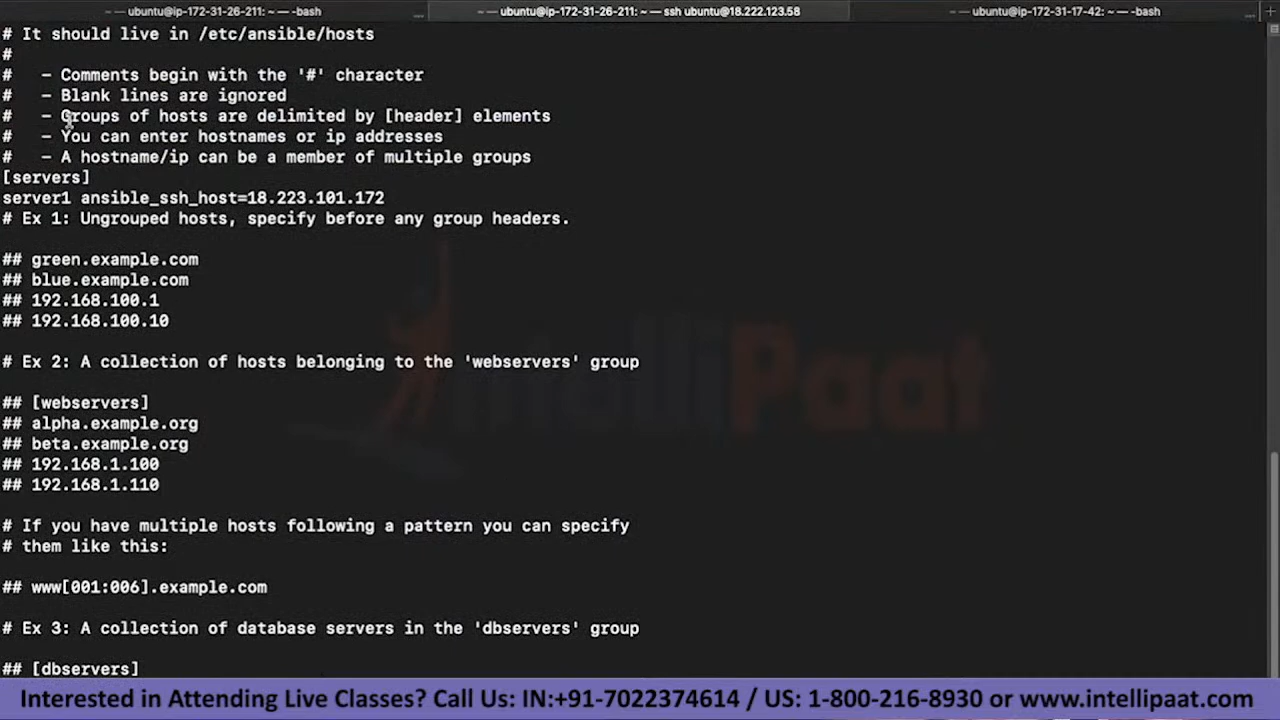 ~ — ubuntu@ip-172-31-26-211: ~ — -bash ... ~ — ubuntu@ip-172-31-26-211: ~ — ssh ubuntu@18.222.123.58 ~ — ubuntu@ip-172-31-17-42: ~ — -bash ... +
# It should live in /etc/ansible/hosts
#
#   - Comments begin with the '#' character
#   - Blank lines are ignored
#   - Groups of hosts are delimited by [header] elements
#   - You can enter hostnames or ip addresses
#   - A hostname/ip can be a member of multiple groups
[servers]
server1 ansible_ssh_host=18.223.101.172
# Ex 1: Ungrouped hosts, specify before any group headers.
## green.example.com
## blue.example.com
## 192.168.100.1
## 192.168.100.10
# Ex 2: A collection of hosts belonging to the 'webservers' group
## [webservers]
## alpha.example.org
## beta.example.org
## 192.168.1.100
## 192.168.1.110
IntelliPaat
# If you have multiple hosts following a pattern you can specify
# them like this:
## www[001:006].example.com
# Ex 3: A collection of database servers in the 'dbservers' group
## [dbservers]
Interested in Attending Live Classes? Call Us: IN:+91-7022374614 / US: 1-800-216-8930 or www.intellipaat.com